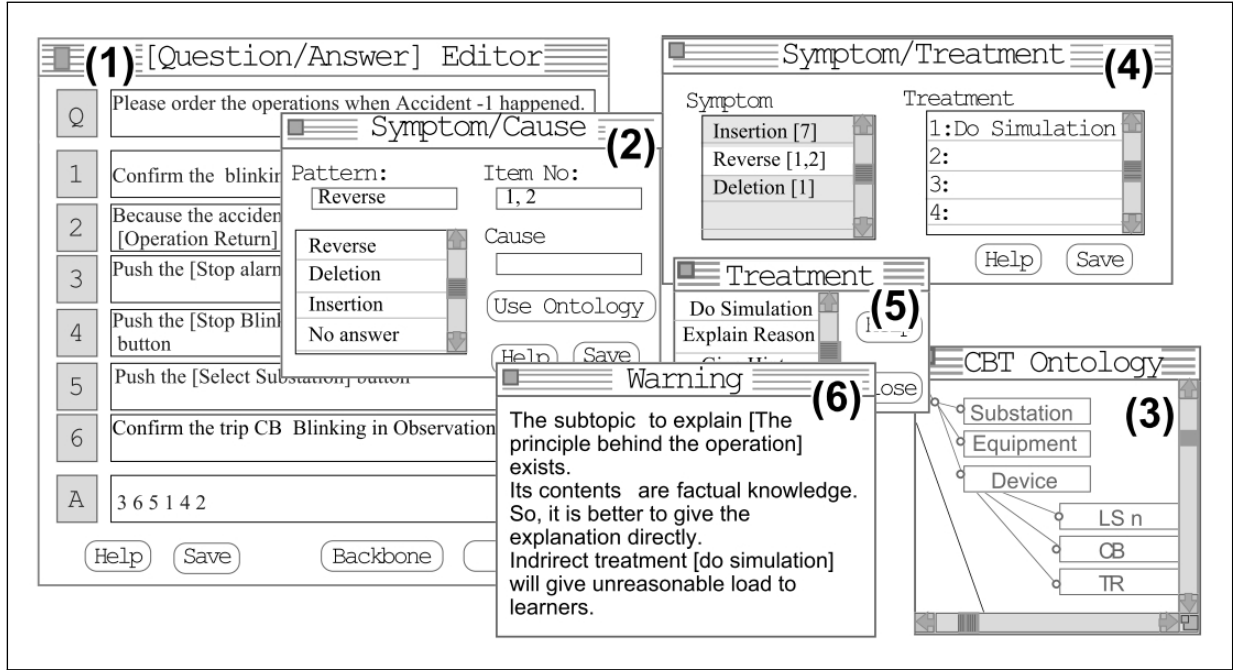 (1)
[Question/Answer] Editor
Q
Please order the operations when Accident -1 happened.
1
Confirm the
2
Because the
[Operation Return]
3
Push the [Stop
4
Push the [Stop
button
5
Push the [Select Substation] button
6
Confirm the trip CB Blinking in Observation
A
3 6 5 1 4 2
Help
Save
Backbone
Symptom/Cause
(2)
Pattern:
Item No:
Reverse
1, 2
Cause
Reverse
Deletion
Insertion
No answer
Use Ontology
Help
Save
Symptom/Treatment
(4)
Symptom
Treatment
Insertion [7]
Reverse [1,2]
Deletion [1]
1:Do Simulation
2:
3:
4:
Help
Save
Treatment
(5)
Do Simulation
Explain Reason
Warning
(6)
The subtopic to explain [The
principle behind the operation]
exists.
Its contents are factual knowledge.
So, it is better to give the
explanation directly.
Indrirect treatment [do simulation]
will give unreasonable load to
learners.
CBT Ontology
(3)
Substation
Equipment
Device
LS n
CB
TR